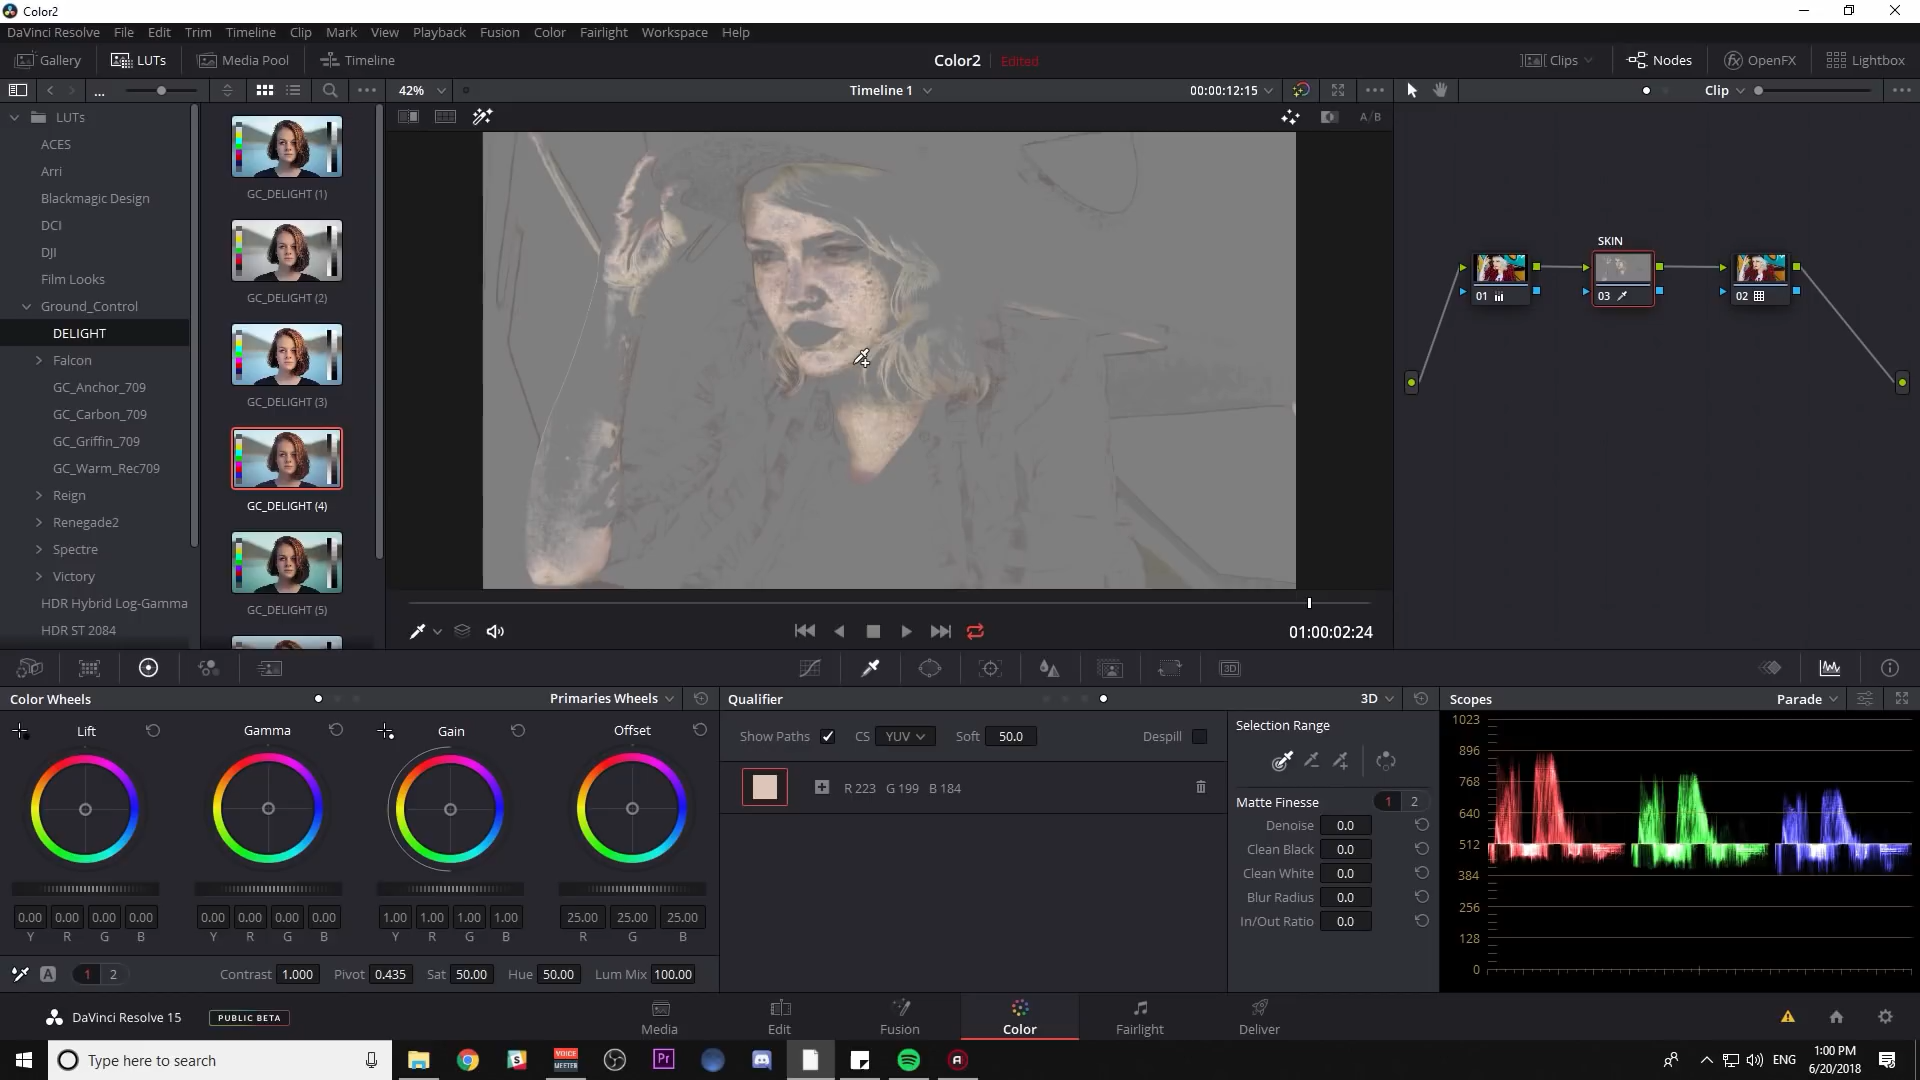 Color2
DaVinci Resolve File Edit Trim Timeline Clip Mark View Playback Fusion Color Fairlight Workspace Help
Gallery LUTs Media Pool Timeline Color2 Edited Clips Nodes OpenFX Lightbox
... 42% Timeline 1 00:00:12:15 Clip
A/B
LUTs
ACES
Arri
Blackmagic Design
DCI
DJI
Film Looks
Ground_Control
DELIGHT
Falcon
GC_Anchor_709
GC_Carbon_709
GC_Griffin_709
GC_Warm_Rec709
Reign
Renegade2
Spectre
Victory
HDR Hybrid Log-Gamma
HDR ST 2084
GC_DELIGHT (1)
GC_DELIGHT (2)
GC_DELIGHT (3)
GC_DELIGHT (4)
GC_DELIGHT (5)
SKIN
01 03 02
01:00:02:24
3D
Color Wheels Primaries Wheels
Lift Gamma Gain Offset
0.00 0.00 0.00 0.00 0.00 0.00 0.00 0.00 1.00 1.00 1.00 1.00 25.00 25.00 25.00
Y R G B Y R G B Y R G B R G B
A 1 2 Contrast 1.000 Pivot 0.435 Sat 50.00 Hue 50.00 Lum Mix 100.00
Qualifier 3D
Show Paths CS YUV Soft 50.0 Despill
R 223 G 199 B 184
Selection Range
Matte Finesse 1 2
Denoise 0.0
Clean Black 0.0
Clean White 0.0
Blur Radius 0.0
In/Out Ratio 0.0
Scopes Parade
1023
896
768
640
512
384
256
128
0
DaVinci Resolve 15 PUBLIC BETA
Media Edit Fusion Color Fairlight Deliver
Type here to search
VOICE
MEETER
Pr
ENG
1:00 PM
6/20/2018